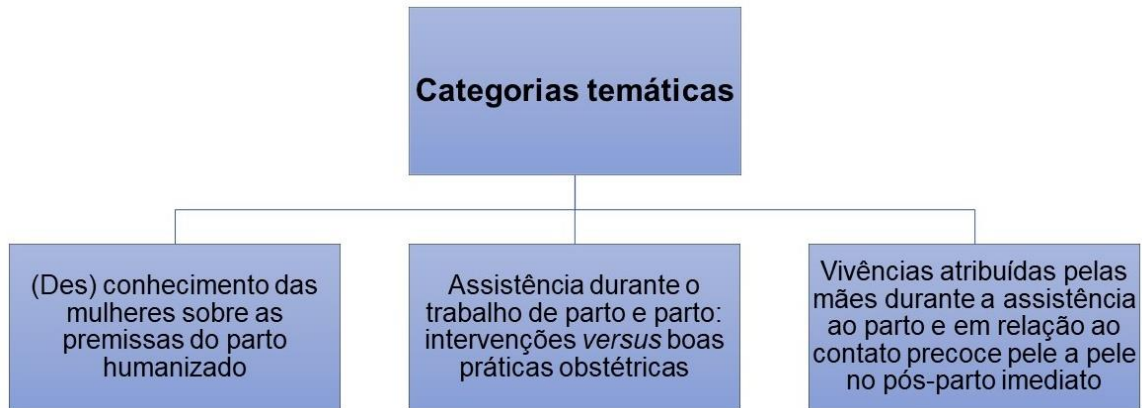 Categorias temáticas
(Des) conhecimento das
mulheres sobre as
premissas do parto
humanizado
Assistência durante o
trabalho de parto e parto:
intervenções versus boas
práticas obstétricas
Vivências atribuídas pelas
mães durante a assistência
ao parto e em relação ao
contato precoce pele a pele
no pós-parto imediato